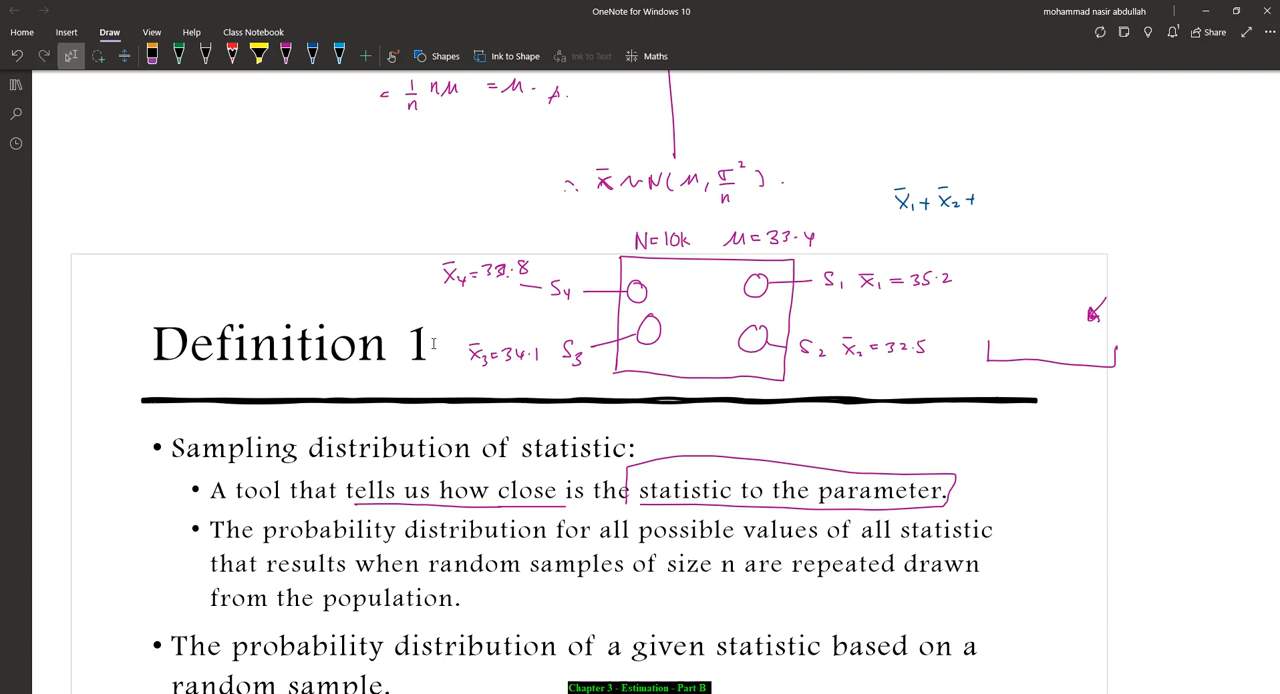 OneNote for Windows 10
mohammad nasir abdullah
Home Insert Draw View Help Class Notebook
Share
Shapes Ink to Shape Ink to Text Maths
= 1/n nμ = μ.
∴ x̄ ~ N(μ, σ²/n).
x̄₁ + x̄₂ +
N=10k μ=33.4
x̄₄=33.8 S₄ S₁ x̄₁=35.2
Definition 1
x̄₃=34.1 S₃ S₂ x̄₂=32.5
• Sampling distribution of statistic:
• A tool that tells us how close is the statistic to the parameter.
• The probability distribution for all possible values of all statistic
that results when random samples of size n are repeated drawn
from the population.
• The probability distribution of a given statistic based on a
random sample.
Chapter 3 - Estimation - Part B